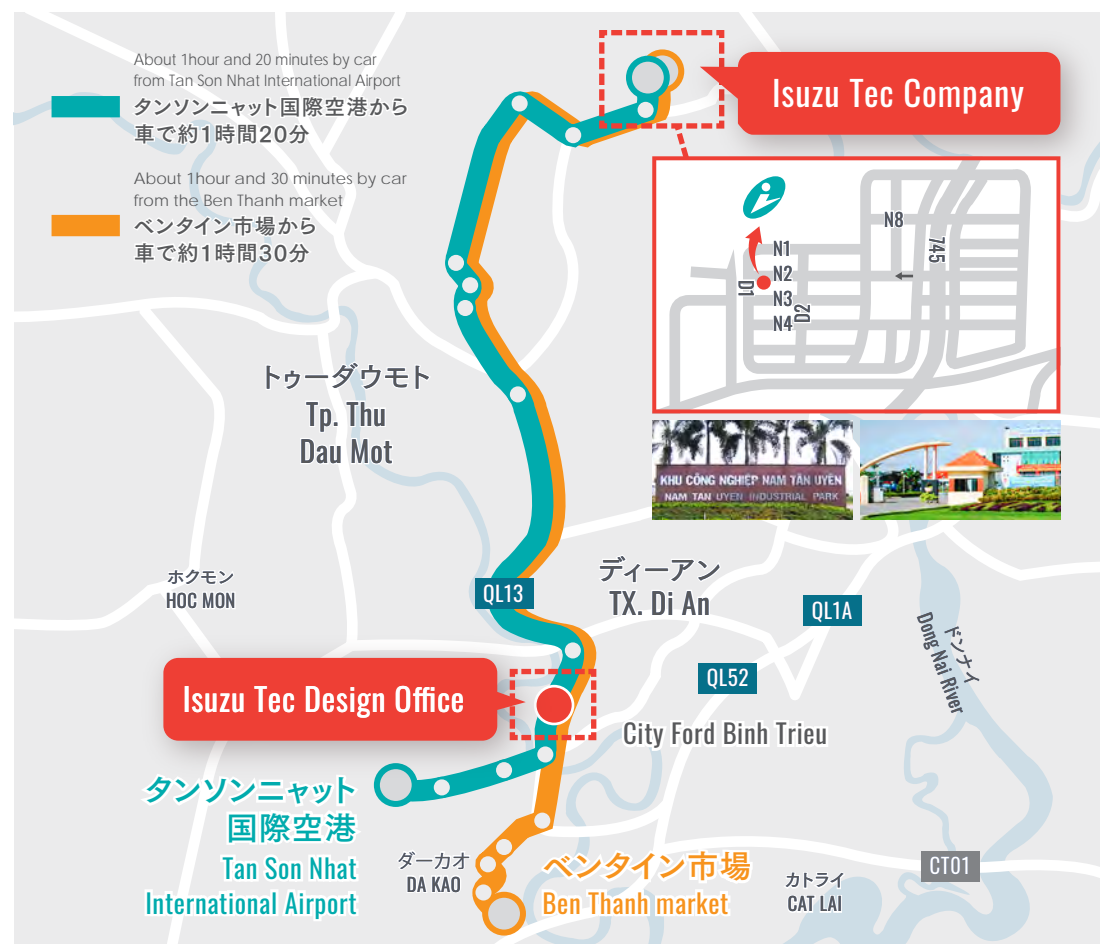 About 1hour and 20 minutes by car
from Tan Son Nhat International Airport
タンソンニャット国際空港から
車で約1時間20分
About 1hour and 30 minutes by car
from the Ben Thanh market
ベンタイン市場から
車で約1時間30分
Isuzu Tec Company
N8
745
N1
N2
N3
N4
D1
D2
トゥーダウモト
Tp. Thu
Dau Mot
KHU CÔNG NGHIỆP NAM TÂN UYÊN
NAM TAN UYEN INDUSTRIAL PARK
ホクモン
HOC MON
QL13
ディーアン
TX. Di An
QL1A
ドンナイ
Dong Nai River
QL52
Isuzu Tec Design Office
City Ford Binh Trieu
タンソンニャット
国際空港
Tan Son Nhat
International Airport
ダーカオ
DA KAO
ベンタイン市場
Ben Thanh market
カトライ
CAT LAI
CT01